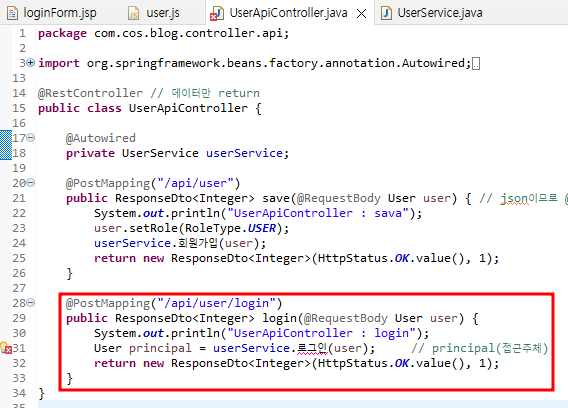 loginForm.jsp user.js UserApiController.java UserService.java
1 package com.cos.blog.controller.api;
2
3 import org.springframework.beans.factory.annotation.Autowired;
13
14 @RestController // 데이터만 return
15 public class UserApiController {
16
17 @Autowired
18 private UserService userService;
19
20 @PostMapping("/api/user")
21 public ResponseDto<Integer> save(@RequestBody User user) { // json이므로 @
22 System.out.println("UserApiController : sava");
23 user.setRole(RoleType.USER);
24 userService.회원가입(user);
25 return new ResponseDto<Integer>(HttpStatus.OK.value(), 1);
26 }
27
28 @PostMapping("/api/user/login")
29 public ResponseDto<Integer> login(@RequestBody User user) {
30 System.out.println("UserApiController : login");
31 User principal = userService.로그인(user); // principal(접근주체)
32 return new ResponseDto<Integer>(HttpStatus.OK.value(), 1);
33 }
34 }
35